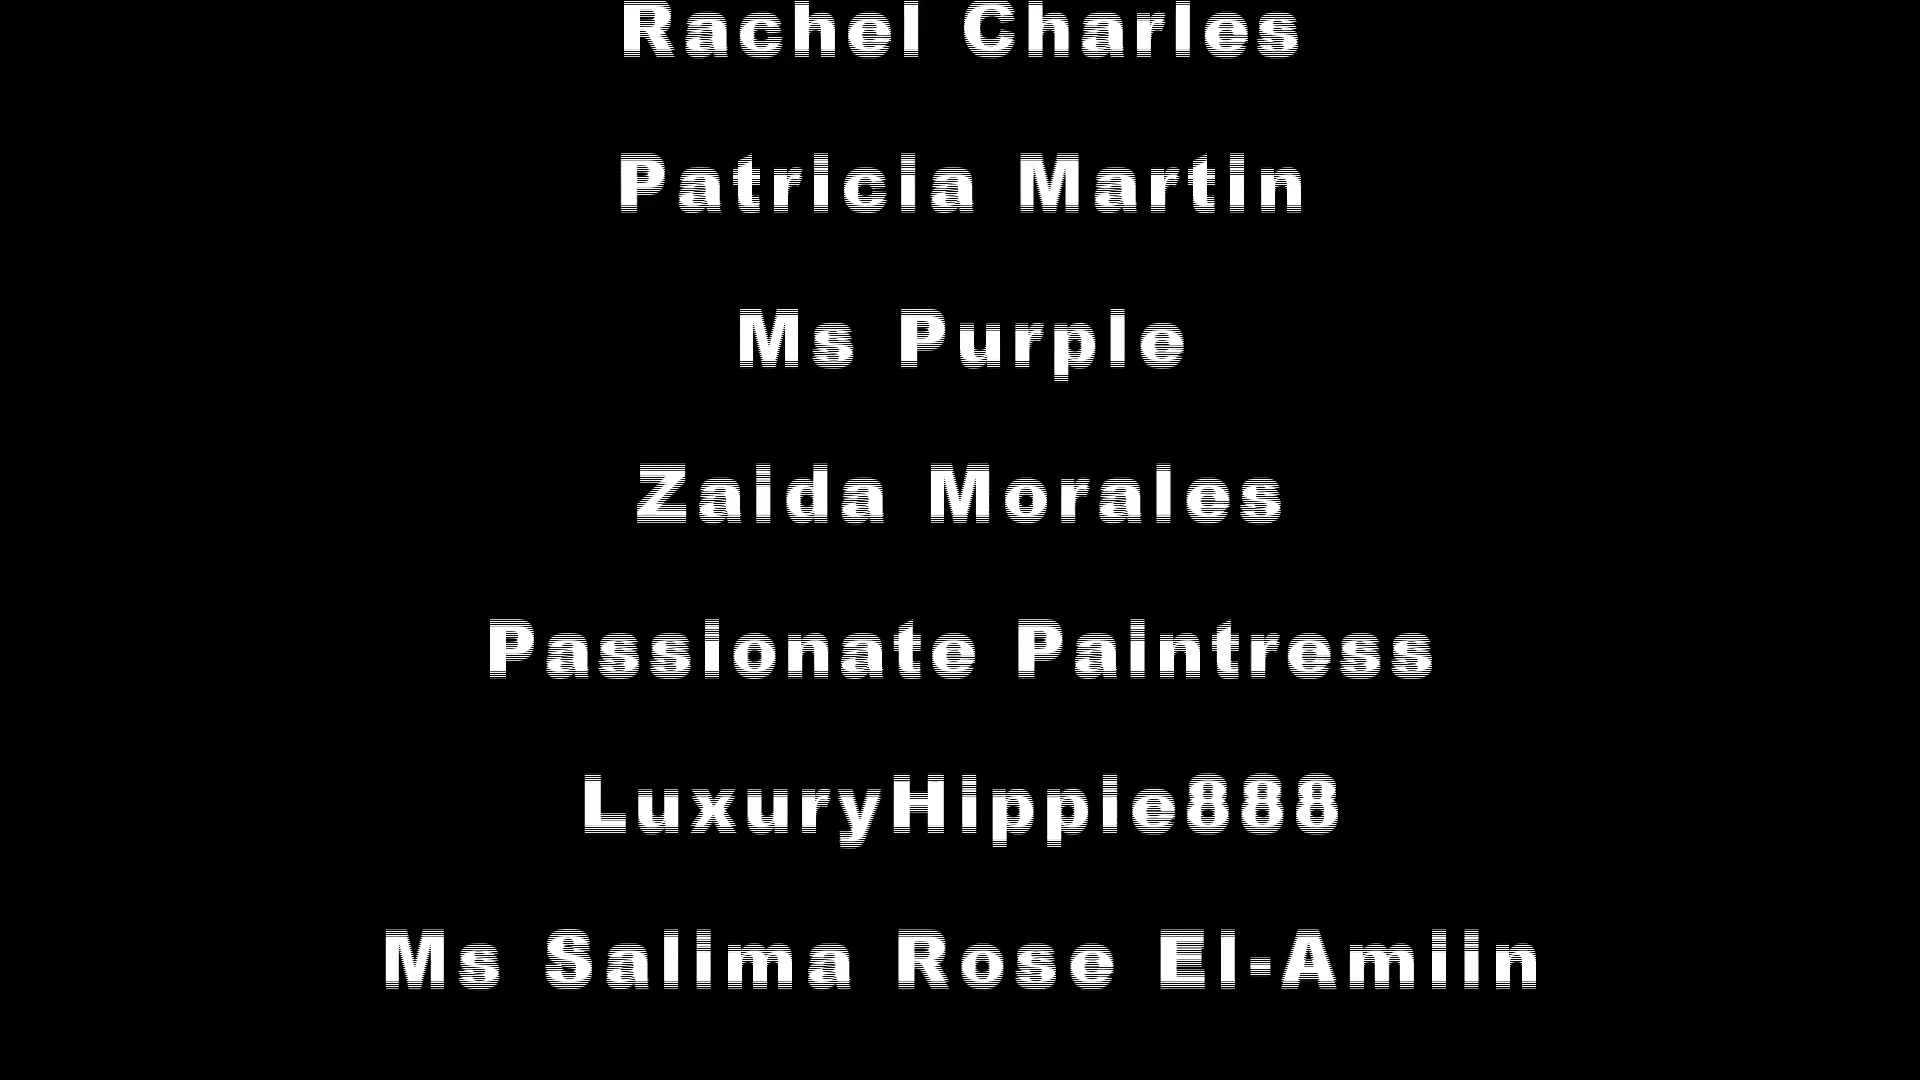 Rachel Charles
Patricia Martin
Ms Purple
Zaida Morales
Passionate Paintress
LuxuryHippie888
Ms Salima Rose El-Amiin